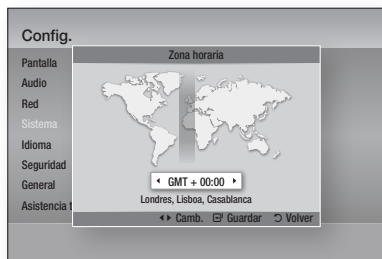 Config.
Zona horaria
Pantalla
Audio
Red
Sistema
Idioma
Seguridad
General
Asistencia t
GMT + 00:00
Londres, Lisboa, Casablanca
Camb. Guardar Volver